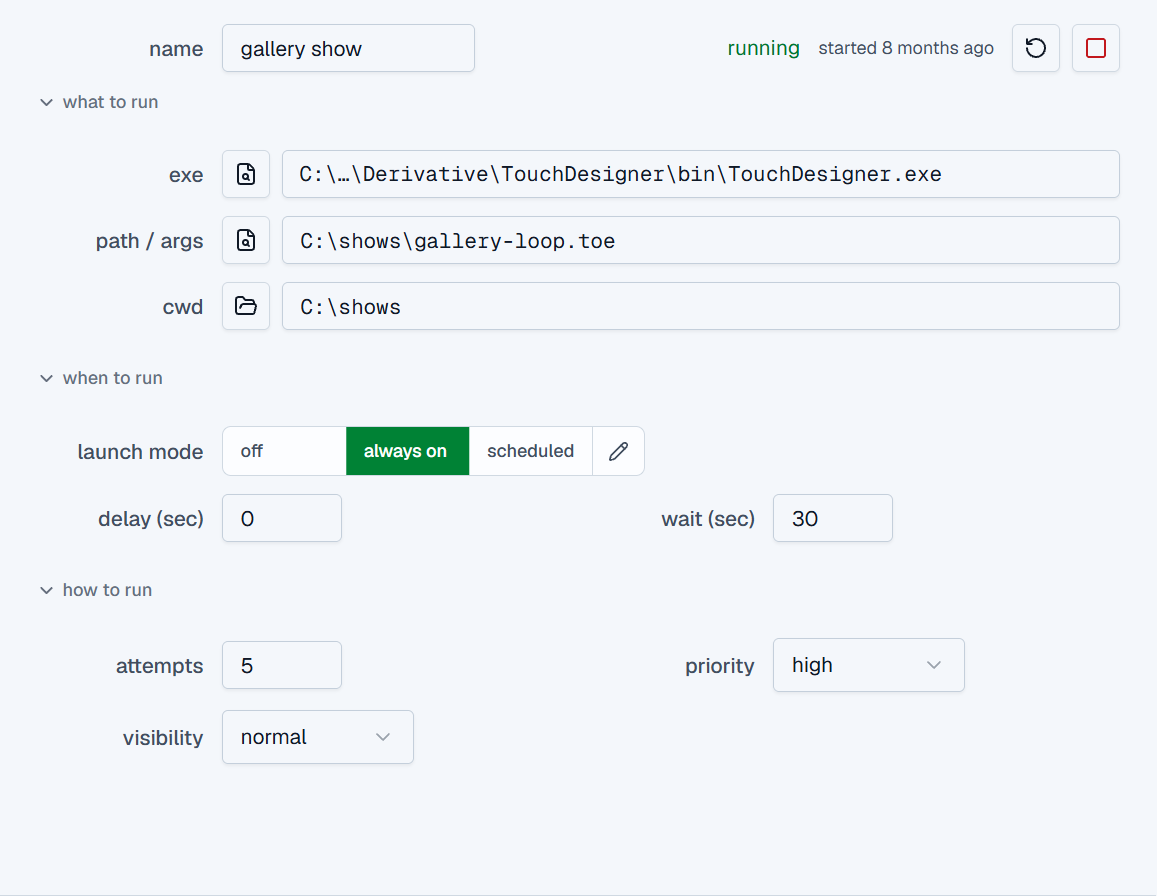 name gallery show running started 8 months ago
what to run
exe C:\…\Derivative\TouchDesigner\bin\TouchDesigner.exe
path / args C:\shows\gallery-loop.toe
cwd C:\shows
when to run
launch mode off always on scheduled
delay (sec) 0 wait (sec) 30
how to run
attempts 5 priority high
visibility normal